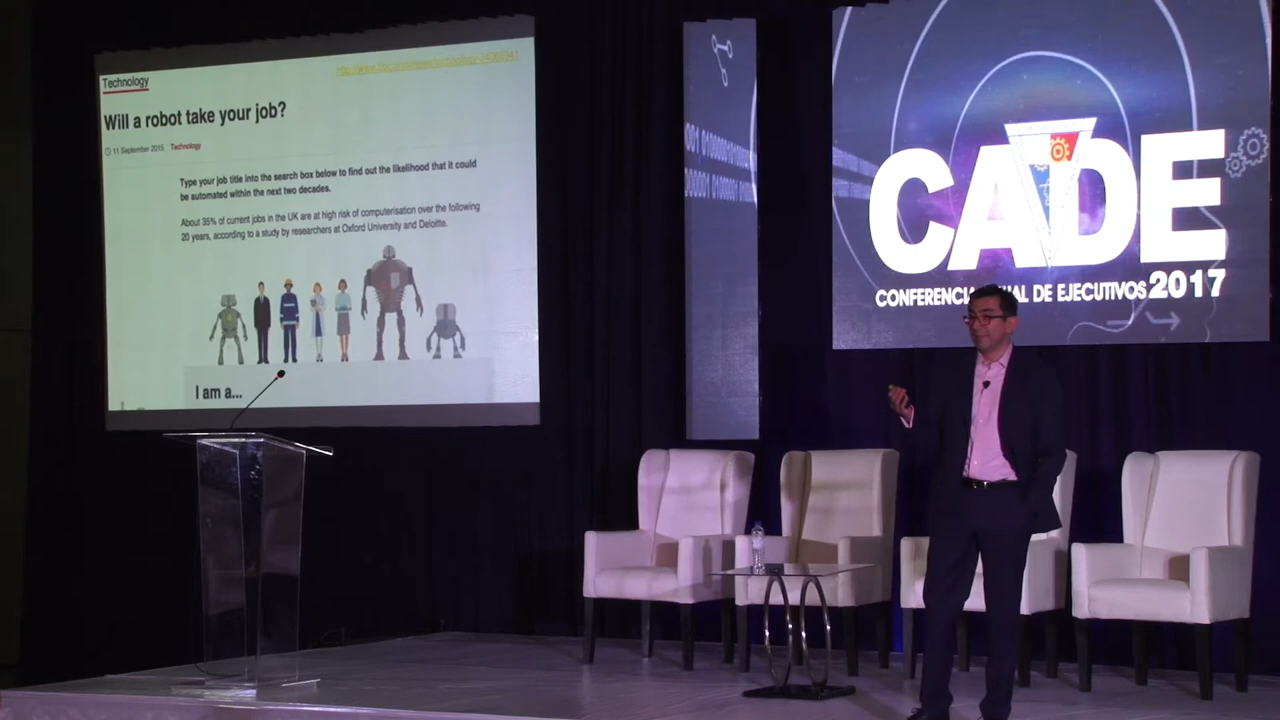 Technology
Will a robot take your job?
11 September 2015 Technology
Type your job title into the search box below to find out the likelihood that it could
be automated within the next two decades.
About 35% of current jobs in the UK are at high risk of computerisation over the following
20 years, according to a study by researchers at Oxford University and Deloitte.
I am a...
CADE
CONFERENCIA DE EJECUTIVOS 2017